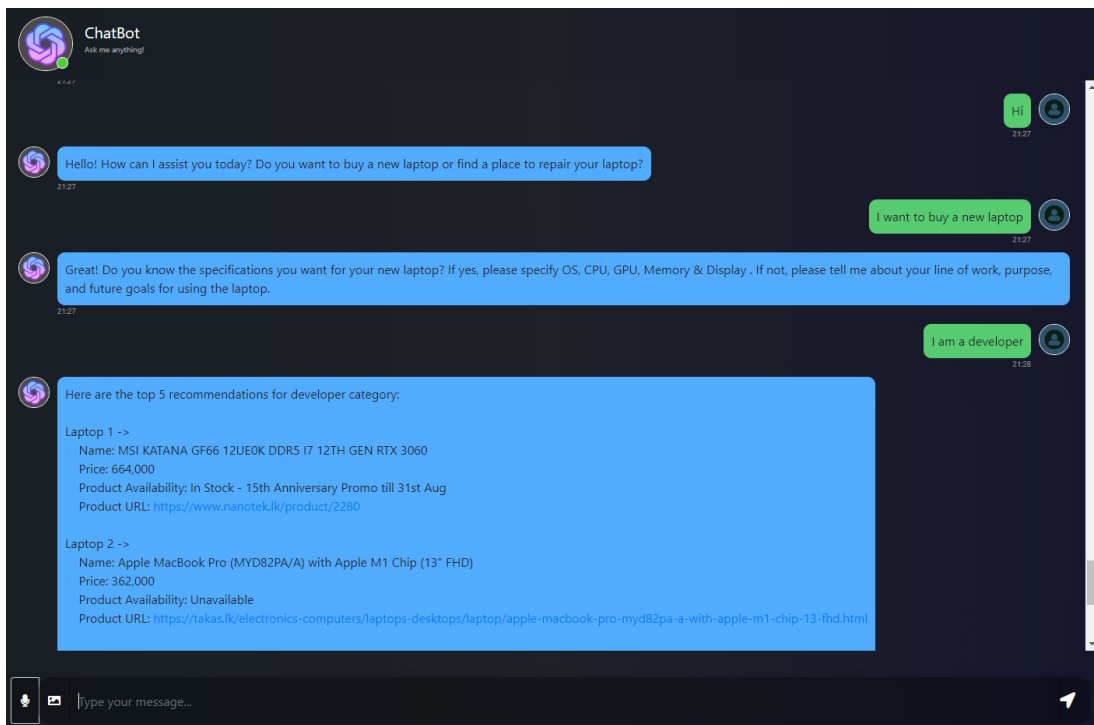 ChatBot
Ask me anything!
21:27
Hi
21:27
Hello! How can I assist you today? Do you want to buy a new laptop or find a place to repair your laptop?
21:27
I want to buy a new laptop
21:27
Great! Do you know the specifications you want for your new laptop? If yes, please specify OS, CPU, GPU, Memory & Display . If not, please tell me about your line of work, purpose,
and future goals for using the laptop.
21:27
I am a developer
21:28
Here are the top 5 recommendations for developer category:
Laptop 1 ->
Name: MSI KATANA GF66 12UE0K DDR5 I7 12TH GEN RTX 3060
Price: 664,000
Product Availability: In Stock - 15th Anniversary Promo till 31st Aug
Product URL: https://www.nanotek.lk/product/2280
Laptop 2 ->
Name: Apple MacBook Pro (MYD82PA/A) with Apple M1 Chip (13" FHD)
Price: 362,000
Product Availability: Unavailable
Product URL: https://takas.lk/electronics-computers/laptops-desktops/laptop/apple-macbook-pro-myd82pa-a-with-apple-m1-chip-13-fhd.html
Type your message...